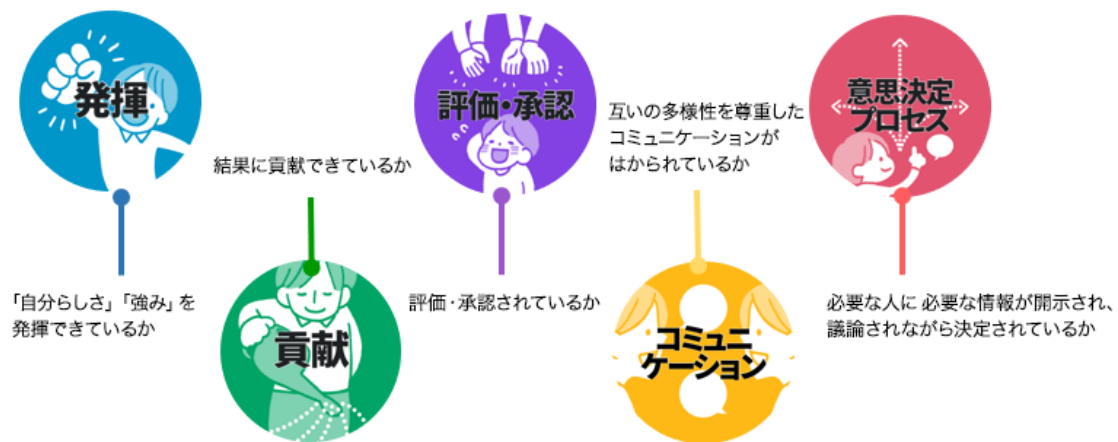 発揮
「自分らしさ」「強み」を
発揮できているか
結果に貢献できているか
貢献
評価・承認
評価・承認されているか
互いの多様性を尊重した
コミュニケーションが
はかられているか
コミュニ
ケーション
意思決定
プロセス
必要な人に 必要な情報が開示され、
議論されながら決定されているか